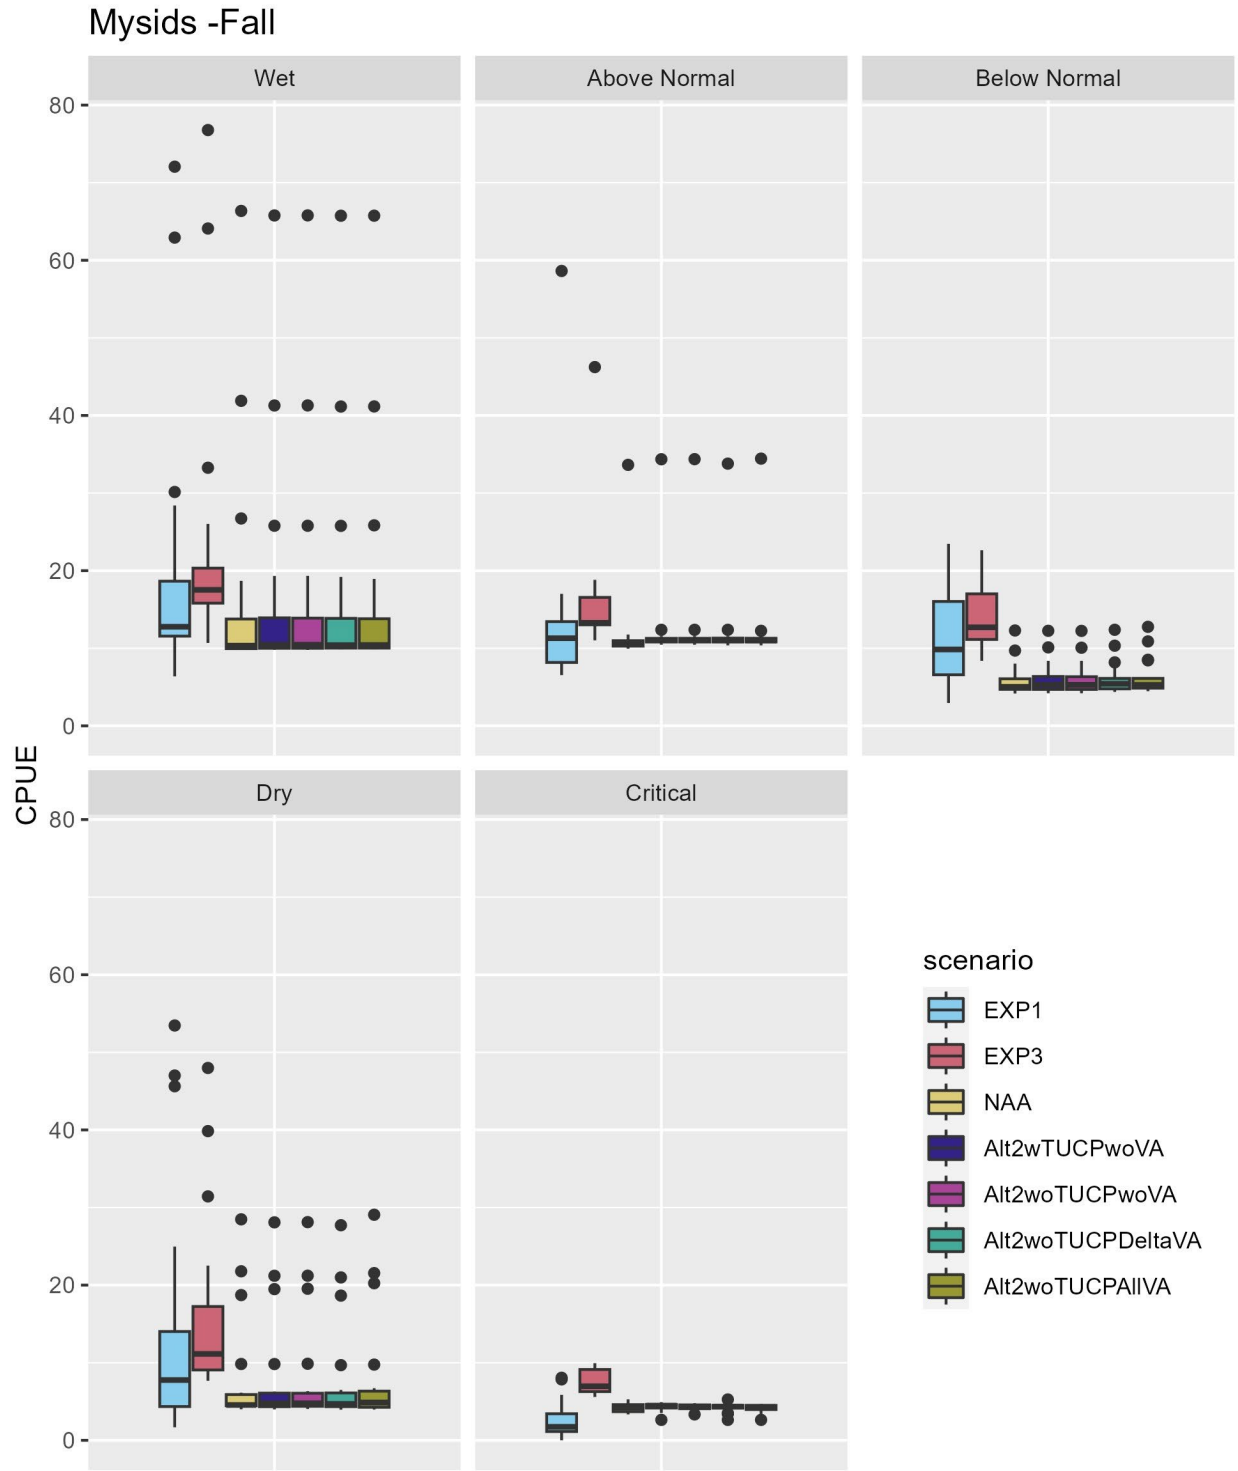 Mysids -Fall
Wet
Above Normal
Below Normal
80
60
40
20
0
CPUE
Dry
Critical
80
60
40
20
0
scenario
EXP1
EXP3
NAA
Alt2wTUCPwoVA
Alt2woTUCPwoVA
Alt2woTUCPDeltaVA
Alt2woTUCPAllVA